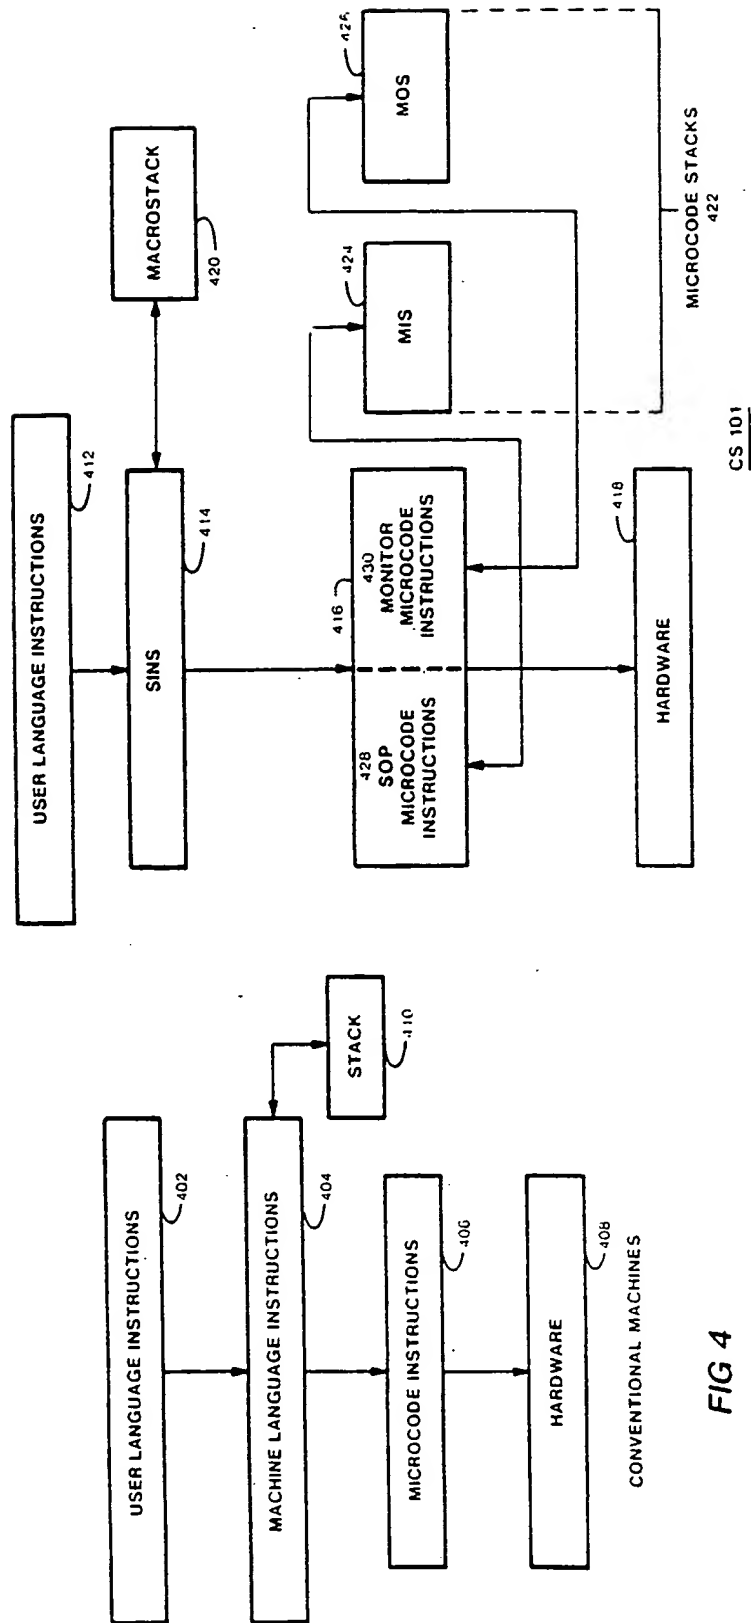 USER LANGUAGE INSTRUCTIONS
402
MACHINE LANGUAGE INSTRUCTIONS
404
STACK
410
MICROCODE INSTRUCTIONS
406
HARDWARE
408
CONVENTIONAL MACHINES
USER LANGUAGE INSTRUCTIONS
412
SINS
414
MACROSTACK
420
416
428
SOP
MICROCODE
INSTRUCTIONS
430
MONITOR
MICROCODE
INSTRUCTIONS
MIS
424
MOS
426
MICROCODE STACKS
422
HARDWARE
418
CS 101
FIG 4